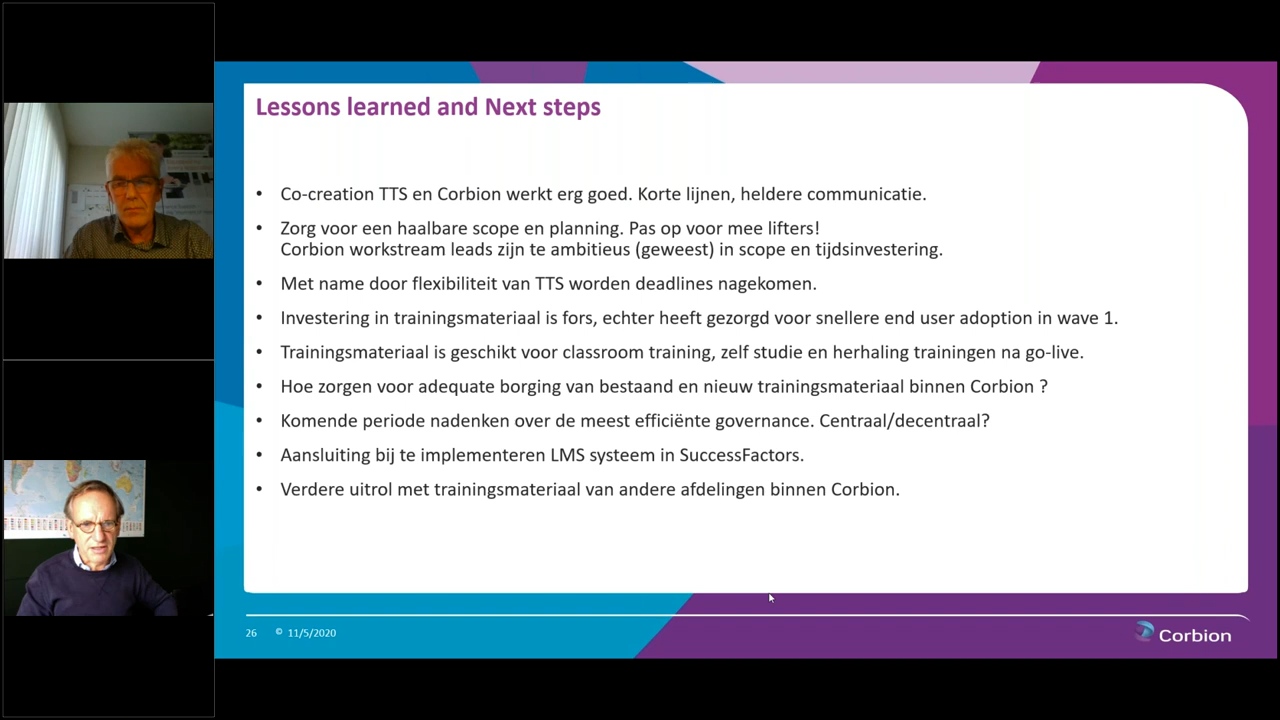 Lessons learned and Next steps
• Co-creation TTS en Corbion werkt erg goed. Korte lijnen, heldere communicatie.
• Zorg voor een haalbare scope en planning. Pas op voor mee lifters!
Corbion workstream leads zijn te ambitieus (geweest) in scope en tijdsinvestering.
• Met name door flexibiliteit van TTS worden deadlines nagekomen.
• Investering in trainingsmateriaal is fors, echter heeft gezorgd voor snellere end user adoption in wave 1.
• Trainingsmateriaal is geschikt voor classroom training, zelf studie en herhaling trainingen na go-live.
• Hoe zorgen voor adequate borging van bestaand en nieuw trainingsmateriaal binnen Corbion ?
• Komende periode nadenken over de meest efficiënte governance. Centraal/decentraal?
• Aansluiting bij te implementeren LMS systeem in SuccessFactors.
• Verdere uitrol met trainingsmateriaal van andere afdelingen binnen Corbion.
26 © 11/5/2020
Corbion